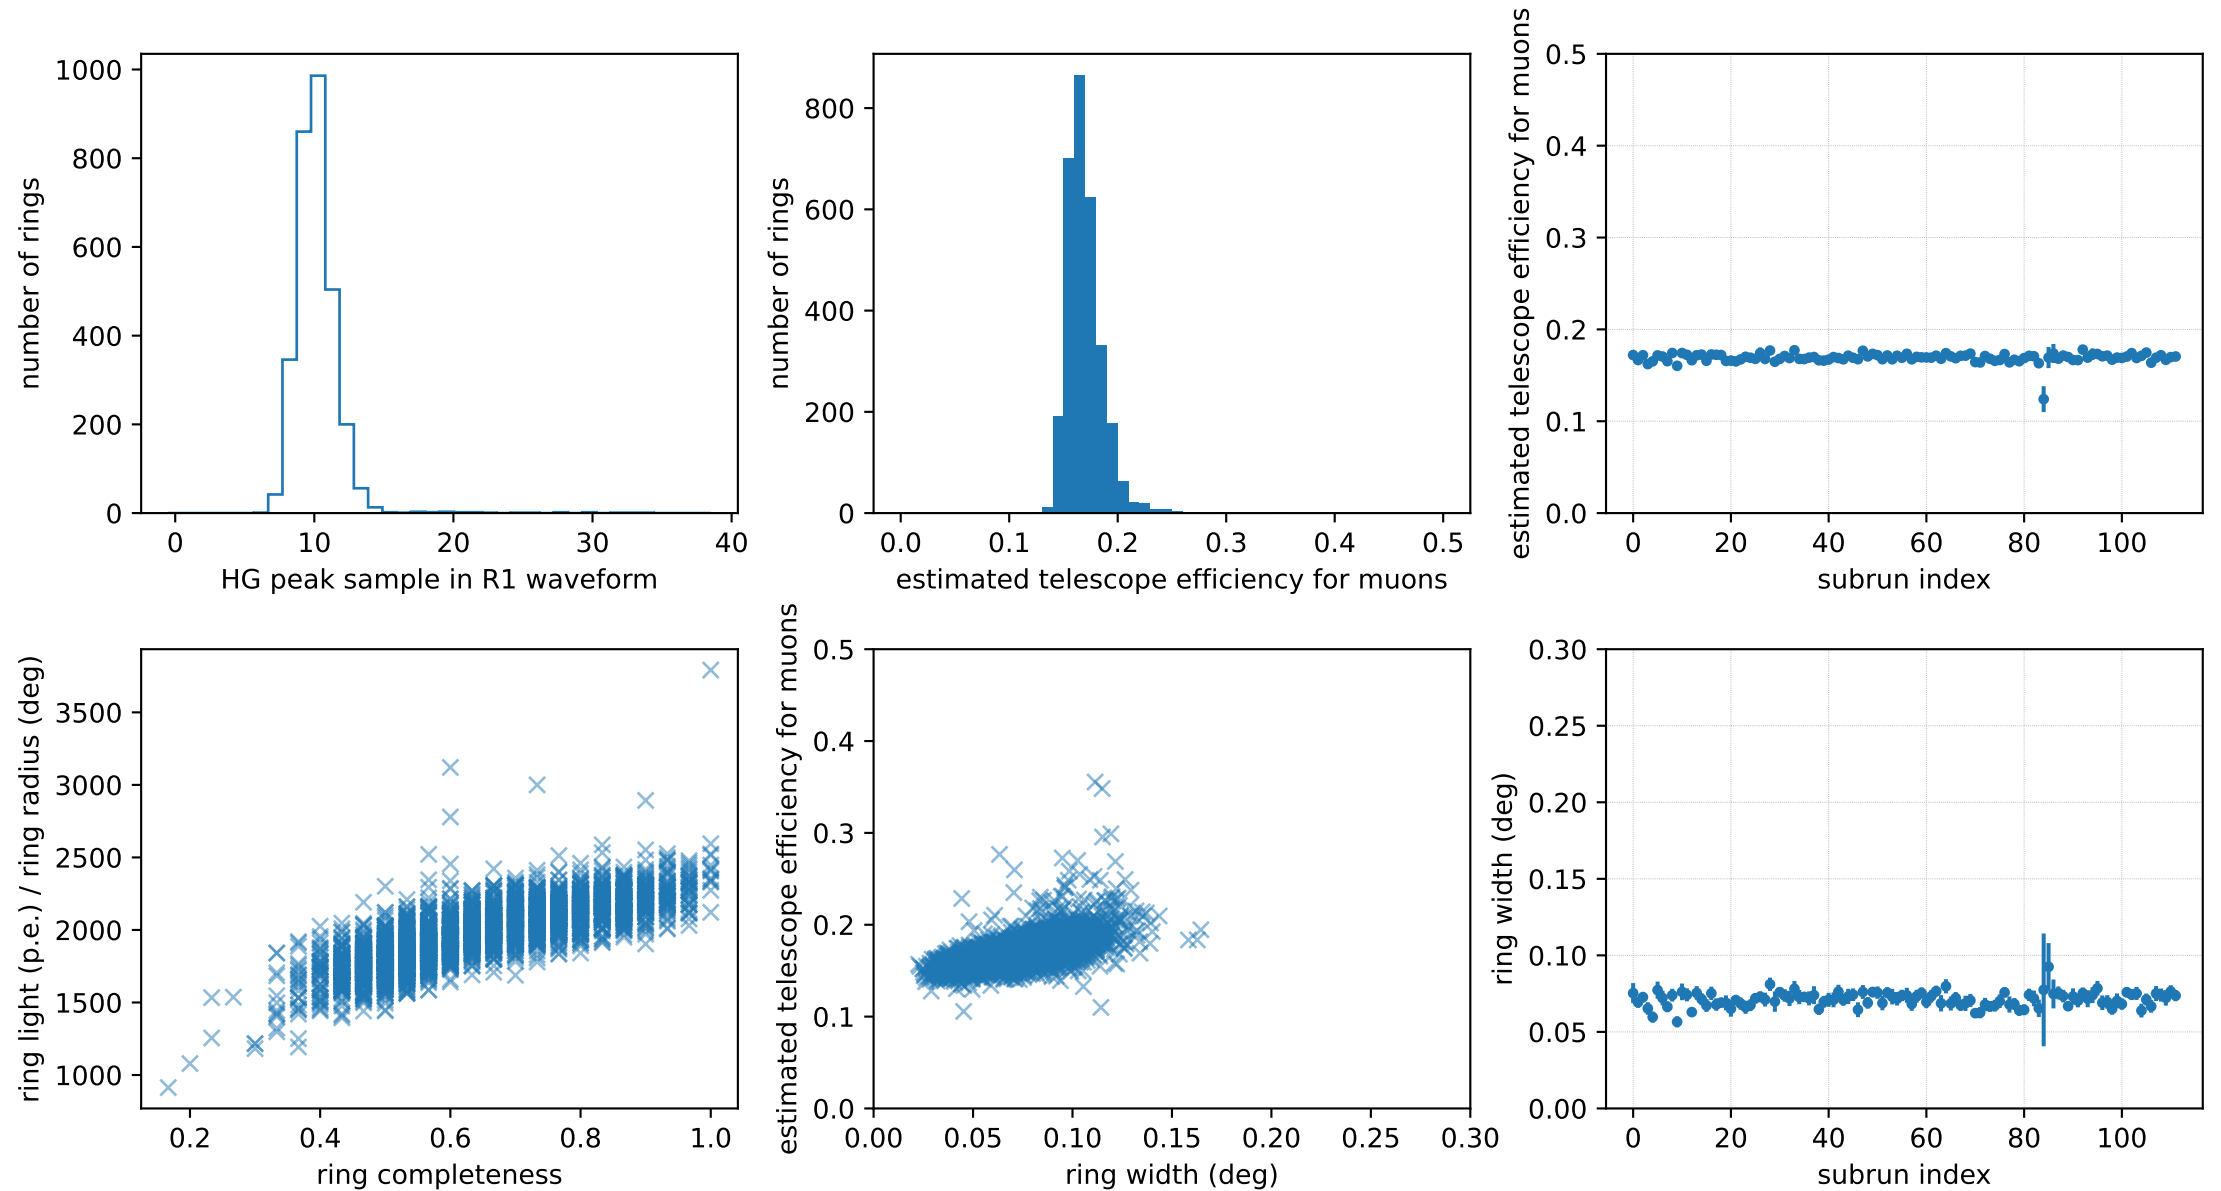 1000
800
600
400
200
0
number of rings
0 10 20 30 40
HG peak sample in R1 waveform
800
600
400
200
0
number of rings
0.0 0.1 0.2 0.3 0.4 0.5
estimated telescope efficiency for muons
0.5
0.4
0.3
0.2
0.1
0.0
estimated telescope efficiency for muons
0 20 40 60 80 100
subrun index
3500
3000
2500
2000
1500
1000
ring light (p.e.) / ring radius (deg)
0.2 0.4 0.6 0.8 1.0
ring completeness
0.5
0.4
0.3
0.2
0.1
0.0
estimated telescope efficiency for muons
0.00 0.05 0.10 0.15 0.20 0.25 0.30
ring width (deg)
0.30
0.25
0.20
0.15
0.10
0.05
0.00
ring width (deg)
0 20 40 60 80 100
subrun index